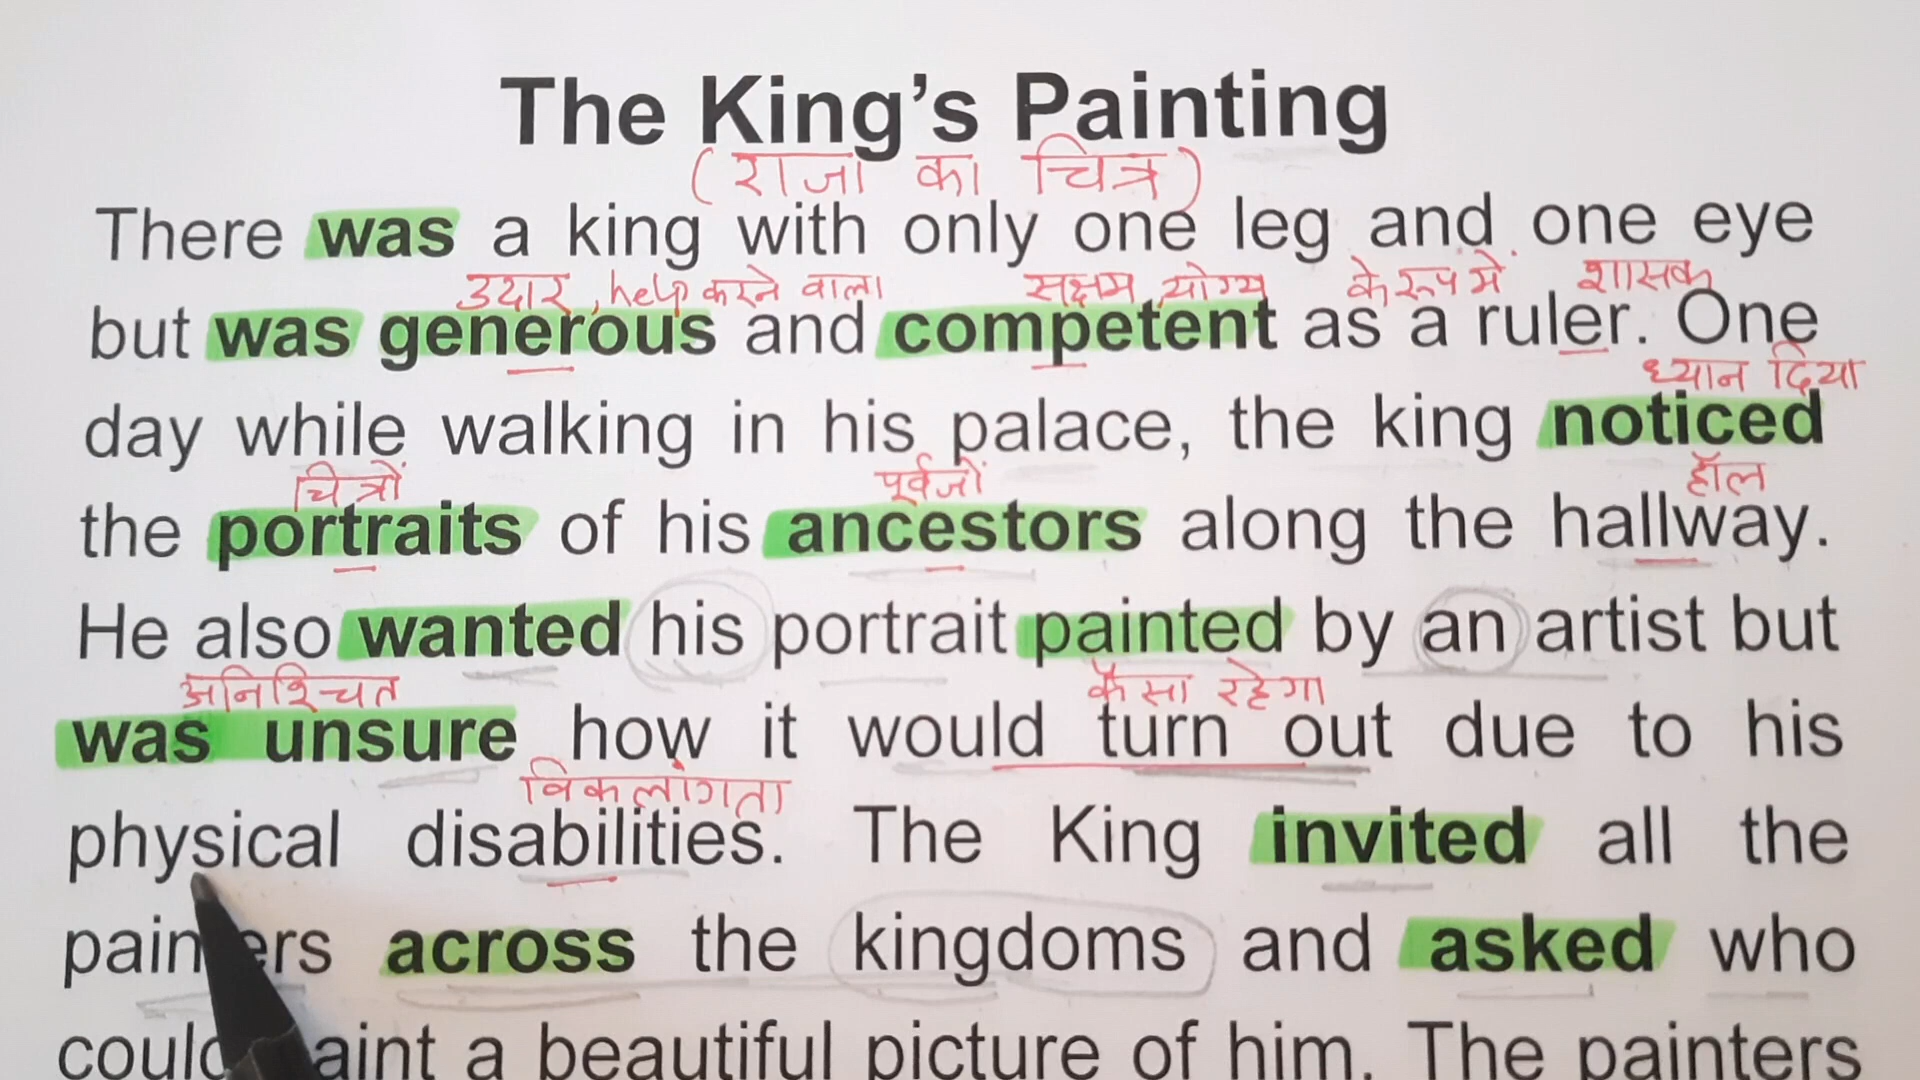 The King's Painting
(राजा का चित्र)
There was a king with only one leg and one eye
उदार, help करने वाला सक्षम, योग्य के रूप में शासक
but was generous and competent as a ruler. One
ध्यान दिया
day while walking in his palace, the king noticed
चित्रों पूर्वजों हॉल
the portraits of his ancestors along the hallway.
He also wanted his portrait painted by an artist but
अनिश्चित कैसा रहेगा
was unsure how it would turn out due to his
विकलांगता
physical disabilities. The King invited all the
painters across the kingdoms and asked who
could paint a beautiful picture of him. The painters